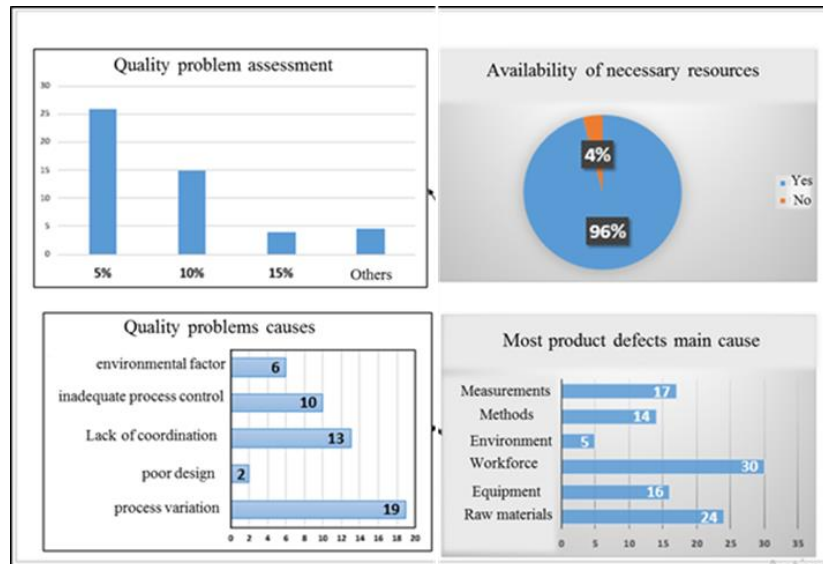 Quality problem assessment
30
25
20
15
10
5
0
5% 10% 15% Others
Availability of necessary resources
4%
96%
Yes
No
Quality problems causes
environmental factor 6
inadequate process control 10
Lack of coordination 13
poor design 2
process variation 19
0 2 4 6 8 10 12 14 16 18 20
Most product defects main cause
Measurements 17
Methods 14
Environment 5
Workforce 30
Equipment 16
Raw materials 24
0 5 10 15 20 25 30 35